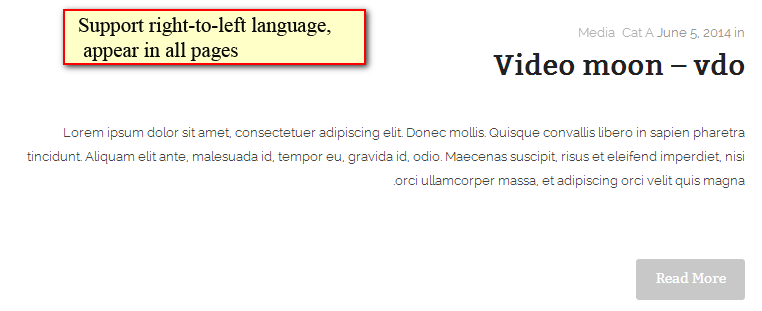 Support right-to-left language,
appear in all pages
Media Cat A June 5, 2014 in
Video moon – vdo
Lorem ipsum dolor sit amet, consectetuer adipiscing elit. Donec mollis. Quisque convallis libero in sapien pharetra
tincidunt. Aliquam elit ante, malesuada id, tempor eu, gravida id, odio. Maecenas suscipit, risus et eleifend imperdiet, nisi
.orci ullamcorper massa, et adipiscing orci velit quis magna
Read More